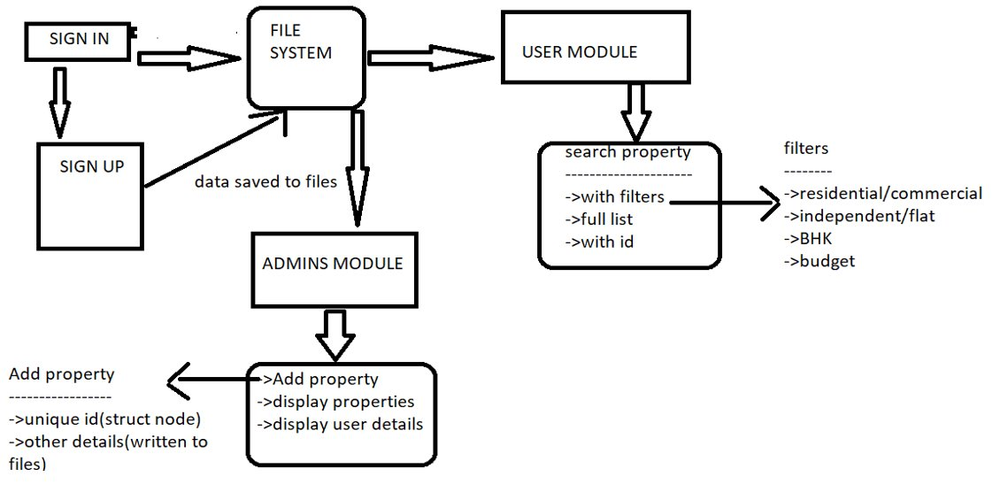 SIGN IN
FILE
SYSTEM
USER MODULE
SIGN UP
data saved to files
search property
---------------------
->with filters
->full list
->with id
filters
--------
->residential/commercial
->independent/flat
->BHK
->budget
ADMINS MODULE
->Add property
->display properties
->display user details
Add property
-----------------
->unique id(struct node)
->other details(written to
files)